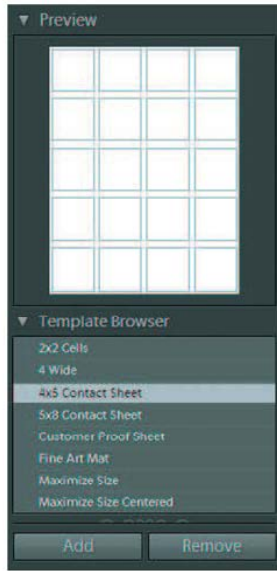 Preview
Template Browser
2x2 Cells
4 Wide
4x5 Contact Sheet
5x8 Contact Sheet
Customer Proof Sheet
Fine Art Mat
Maximize Size
Maximize Size Centered
Add Remove